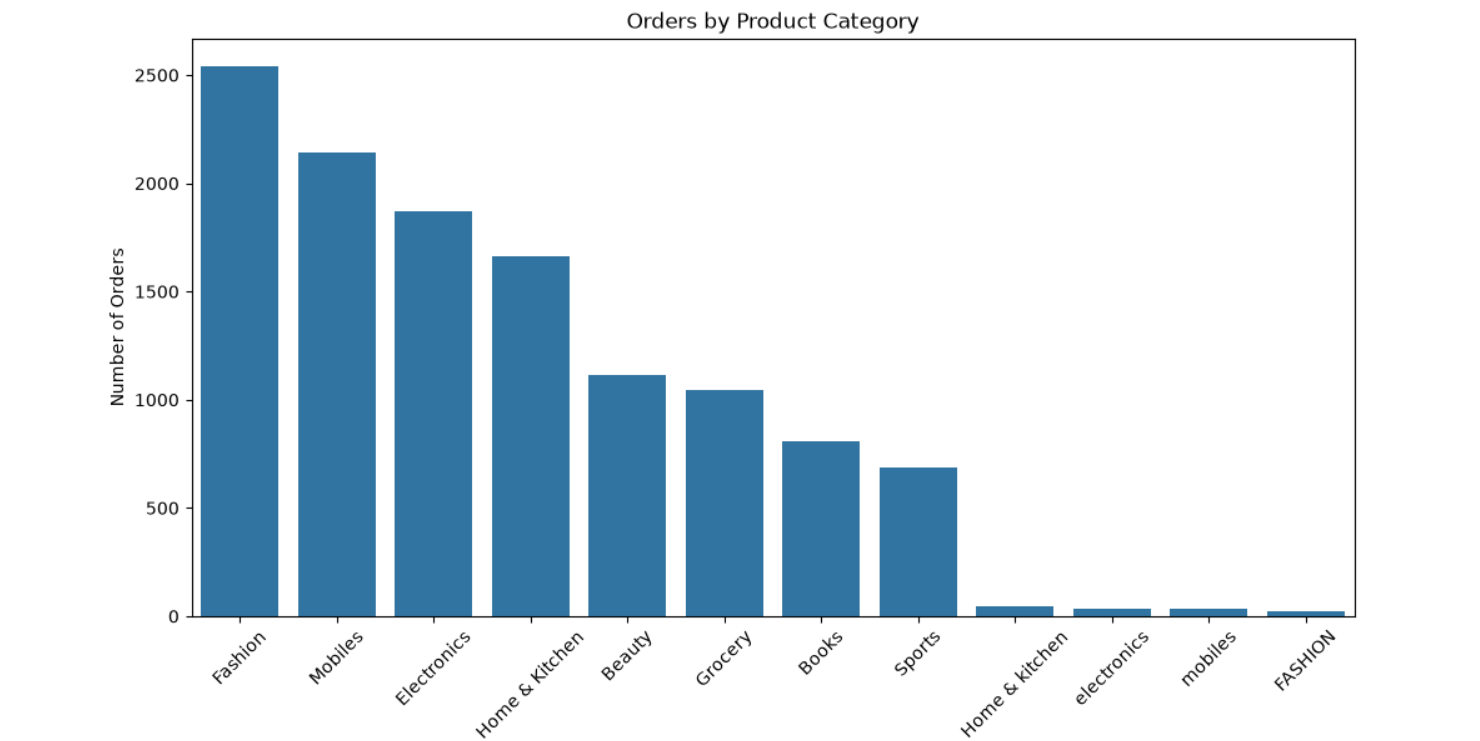 Orders by Product Category
Number of Orders
2500
2000
1500
1000
500
0
Fashion
Mobiles
Electronics
Home & Kitchen
Beauty
Grocery
Books
Sports
Home & kitchen
electronics
mobiles
FASHION